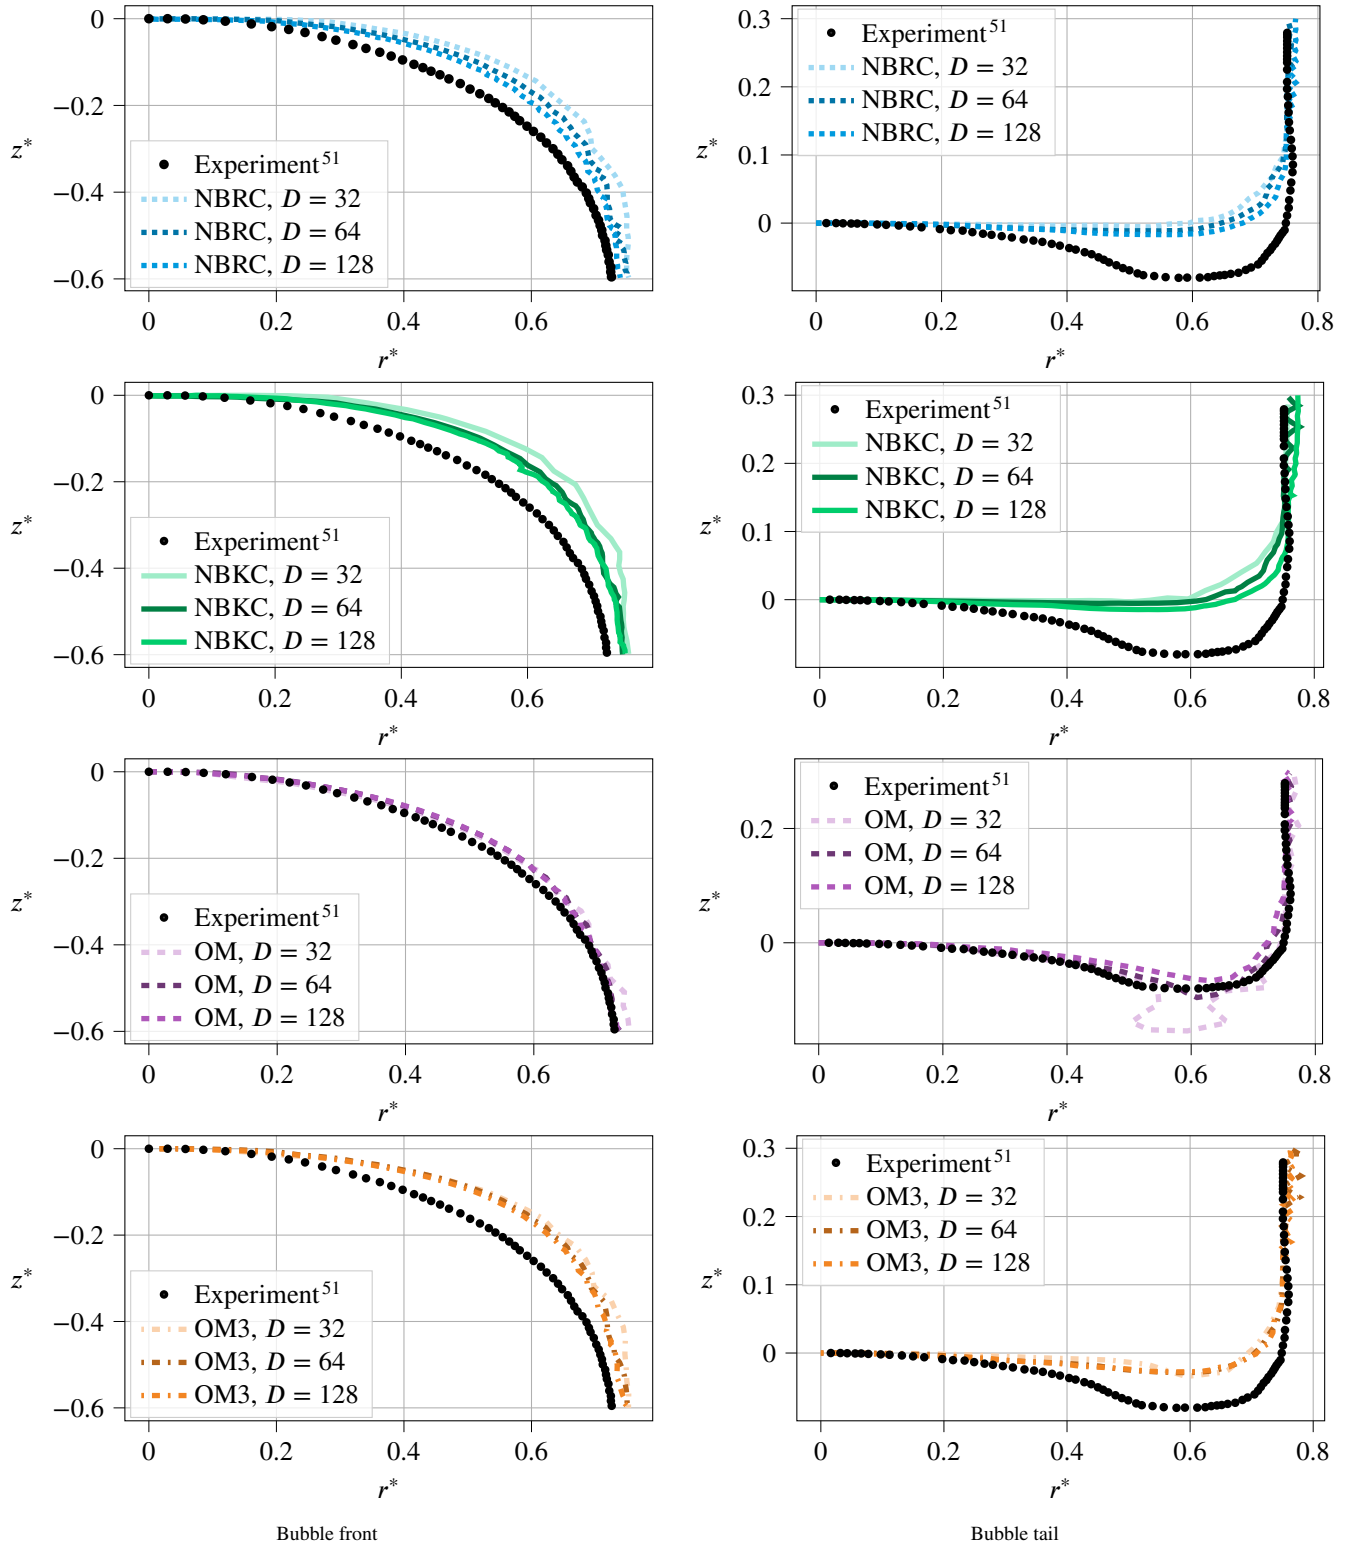 0
−0.2
−0.4
−0.6
z*
Experiment51
NBRC, D = 32
NBRC, D = 64
NBRC, D = 128
0 0.2 0.4 0.6
r*
0.3
0.2
0.1
0
z*
Experiment51
NBRC, D = 32
NBRC, D = 64
NBRC, D = 128
0 0.2 0.4 0.6 0.8
r*
0
−0.2
−0.4
−0.6
z*
Experiment51
NBKC, D = 32
NBKC, D = 64
NBKC, D = 128
0 0.2 0.4 0.6
r*
0.3
0.2
0.1
0
z*
Experiment51
NBKC, D = 32
NBKC, D = 64
NBKC, D = 128
0 0.2 0.4 0.6 0.8
r*
0
−0.2
−0.4
−0.6
z*
Experiment51
OM, D = 32
OM, D = 64
OM, D = 128
0 0.2 0.4 0.6
r*
0.2
0
z*
Experiment51
OM, D = 32
OM, D = 64
OM, D = 128
0 0.2 0.4 0.6 0.8
r*
0
−0.2
−0.4
−0.6
z*
Experiment51
OM3, D = 32
OM3, D = 64
OM3, D = 128
0 0.2 0.4 0.6
r*
0.3
0.2
0.1
0
z*
Experiment51
OM3, D = 32
OM3, D = 64
OM3, D = 128
0 0.2 0.4 0.6 0.8
r*
Bubble front
Bubble tail